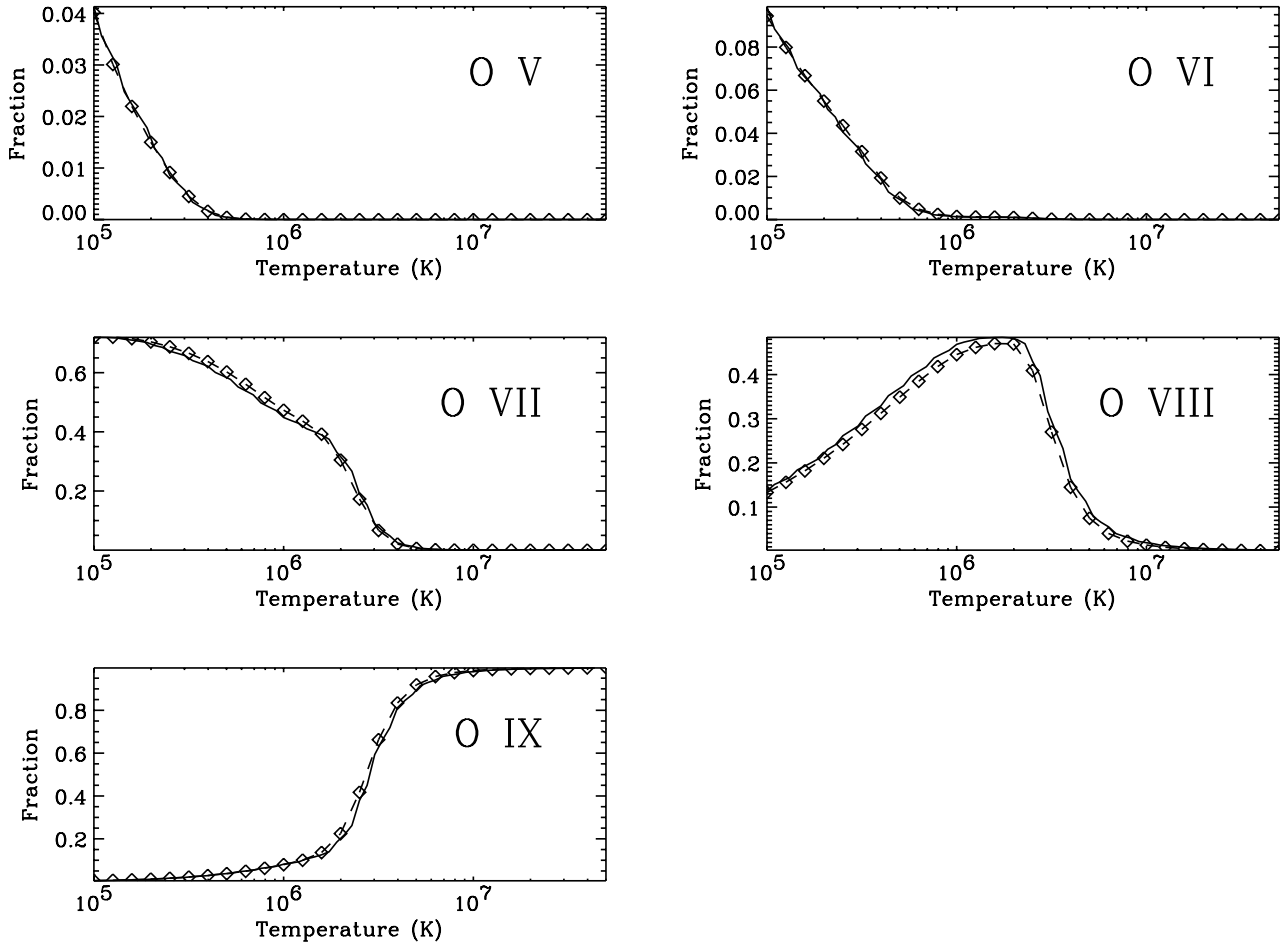 0.04
0.03
0.02
0.01
0.00
Fraction
O V
10^5 10^6 10^7
Temperature (K)
0.08
0.06
0.04
0.02
0.00
Fraction
O VI
10^5 10^6 10^7
Temperature (K)
0.6
0.4
0.2
Fraction
O VII
10^5 10^6 10^7
Temperature (K)
0.4
0.3
0.2
0.1
Fraction
O VIII
10^5 10^6 10^7
Temperature (K)
0.8
0.6
0.4
0.2
Fraction
O IX
10^5 10^6 10^7
Temperature (K)